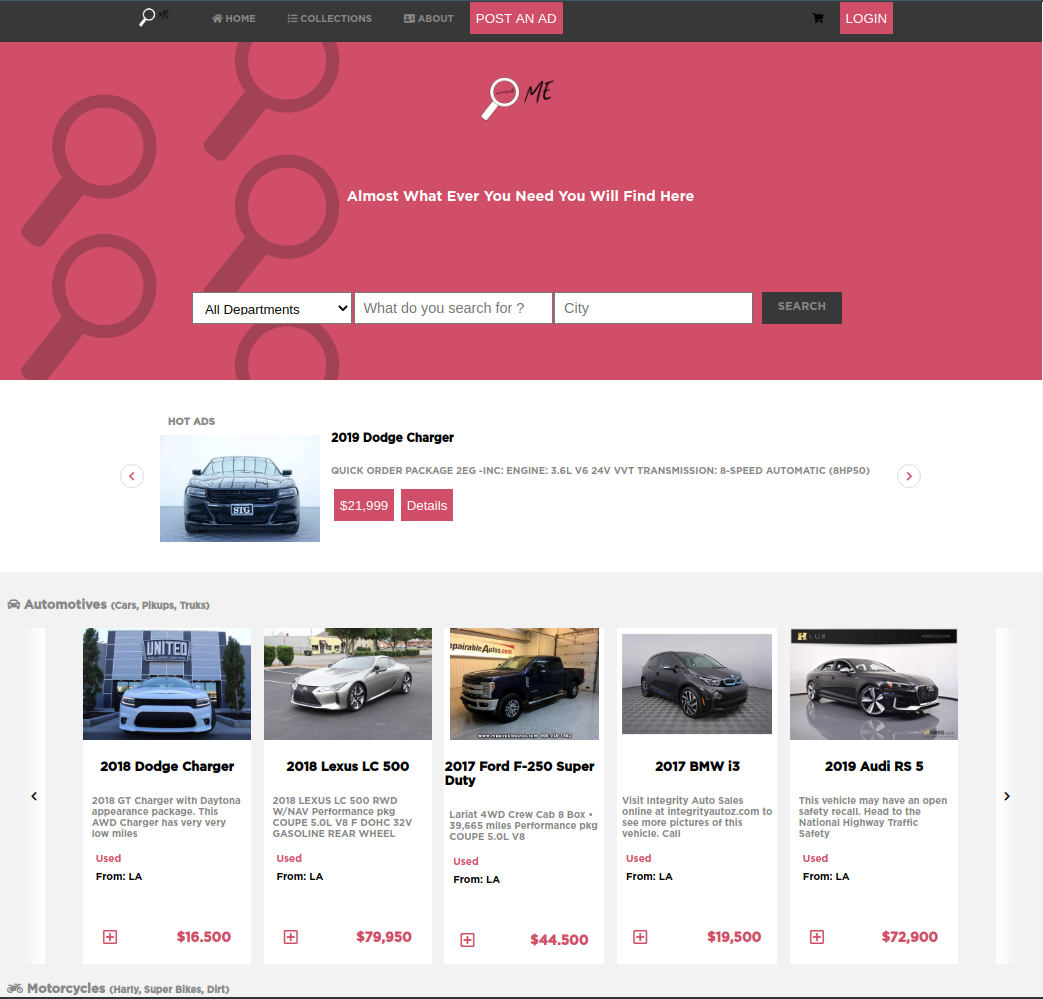 ME
HOME
COLLECTIONS
ABOUT
POST AN AD
LOGIN
ME
Almost What Ever You Need You Will Find Here
All Departments
What do you search for ?
City
SEARCH
HOT ADS
2019 Dodge Charger
QUICK ORDER PACKAGE 2EG -INC: ENGINE: 3.6L V6 24V VVT TRANSMISSION: 8-SPEED AUTOMATIC (8HP50)
STG
$21,999
Details
Automotives (Cars, Pikups, Truks)
UNITED
2018 Dodge Charger
2018 GT Charger with Daytona
appearance package. This
AWD Charger has very very
low miles
Used
From: LA
$16.500
2018 Lexus LC 500
2018 LEXUS LC 500 RWD
W/NAV Performance pkg
COUPE 5.0L V8 F DOHC 32V
GASOLINE REAR WHEEL
Used
From: LA
$79,950
epairableAutos.com
2017 Ford F-250 Super
Duty
Lariat 4WD Crew Cab 8 Box •
39,665 miles Performance pkg
COUPE 5.0L V8
Used
From: LA
$44.500
2017 BMW i3
Visit Integrity Auto Sales
online at integrityautoz.com to
see more pictures of this
vehicle. Call
Used
From: LA
$19,500
H LUX
2019 Audi RS 5
This vehicle may have an open
safety recall. Head to the
National Highway Traffic
Safety
Used
From: LA
$72,900
Motorcycles (Harly, Super Bikes, Dirt)